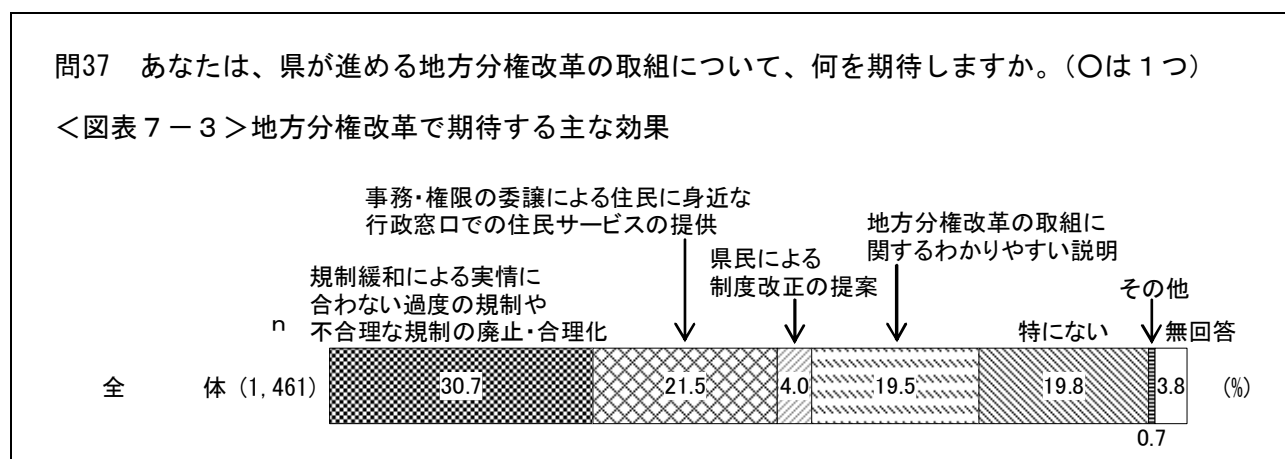 問37　あなたは、県が進める地方分権改革の取組について、何を期待しますか。（〇は１つ）
＜図表７－３＞地方分権改革で期待する主な効果
規制緩和による実情に
合わない過度の規制や
不合理な規制の廃止・合理化
事務・権限の委譲による住民に身近な
行政窓口での住民サービスの提供
県民による
制度改正の提案
地方分権改革の取組に
関するわかりやすい説明
特にない
その他
無回答
ｎ
全　　　体（1,461）
30.7
21.5
4.0
19.5
19.8
0.7
3.8
（%）